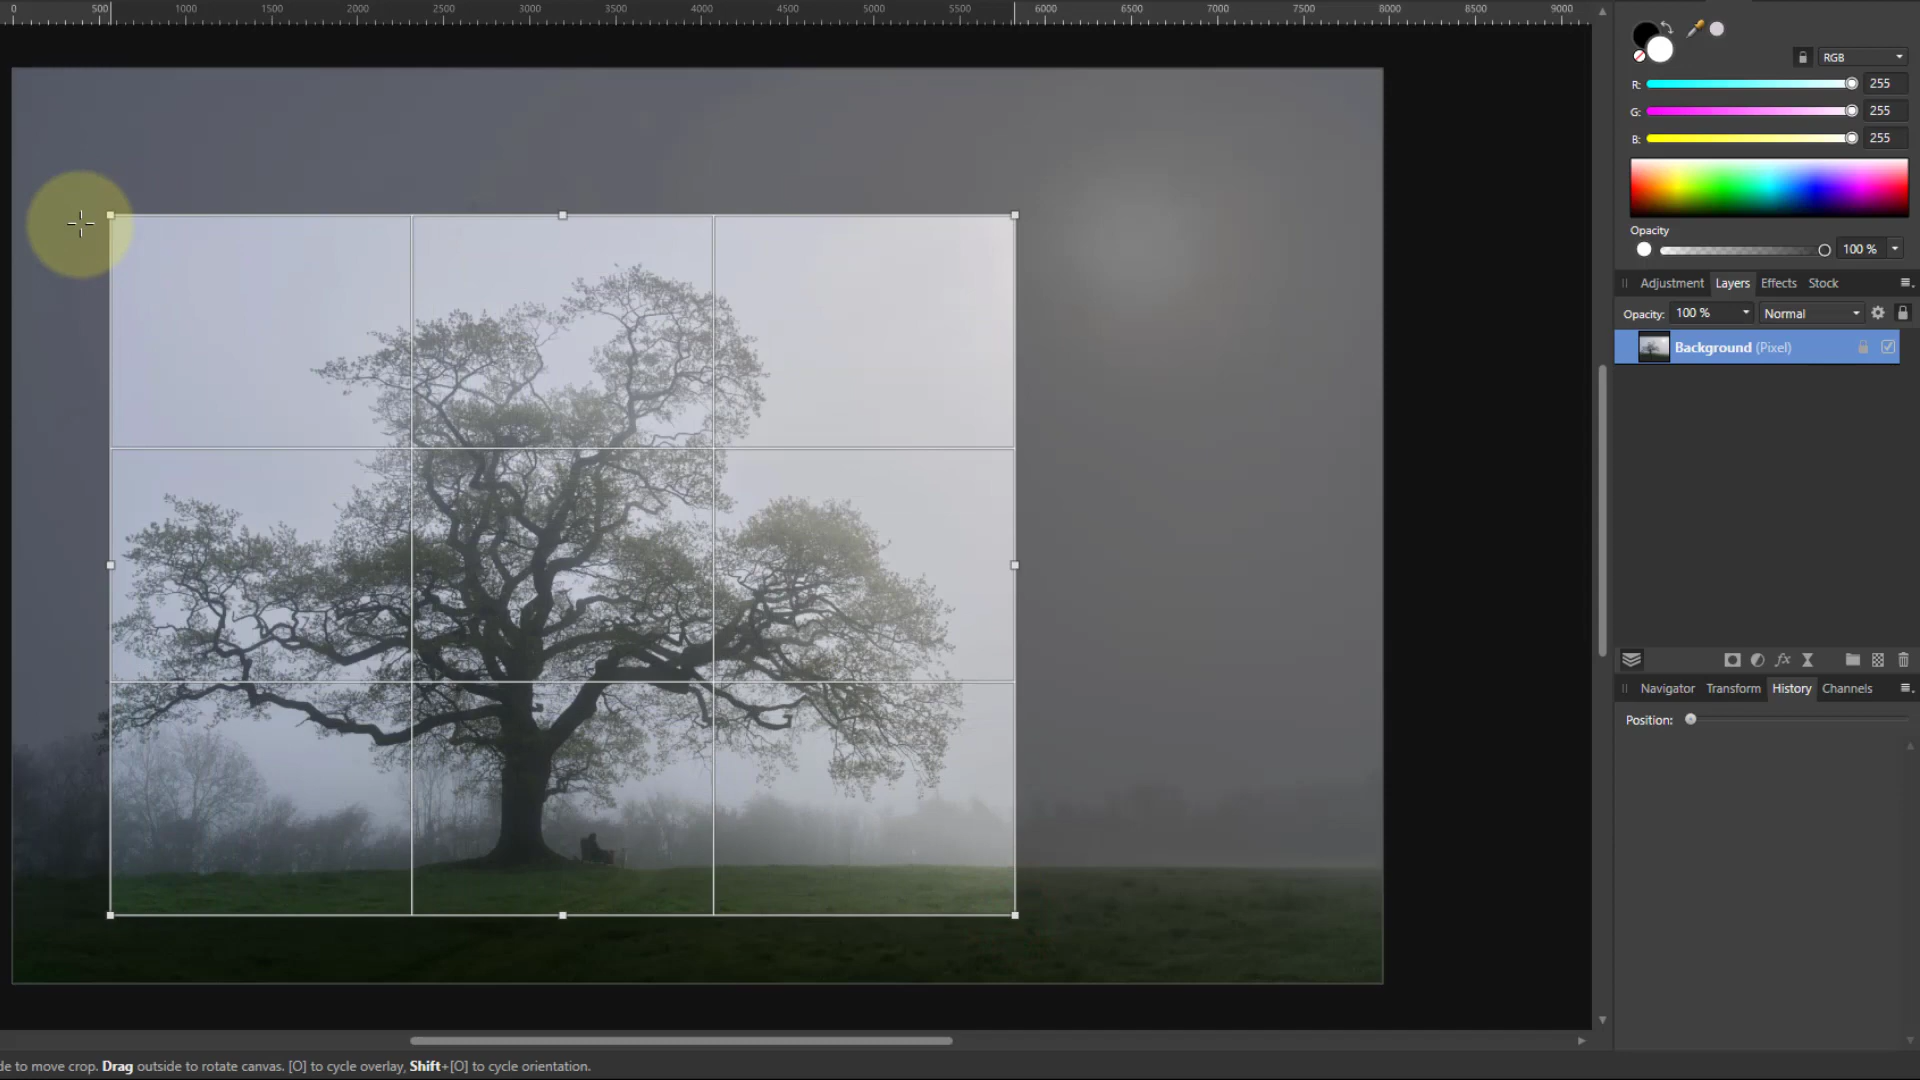 0 500 1000 1500 2000 2500 3000 3500 4000 4500 5000 5500 6000 6500 7000 7500 8000 8500 9000
RGB
R: 255
G: 255
B: 255
Opacity
100 %
Adjustment Layers Effects Stock
Opacity: 100 % Normal
Background (Pixel)
fx
Navigator Transform History Channels
Position:
de to move crop. Drag outside to rotate canvas. [O] to cycle overlay, Shift+[O] to cycle orientation.